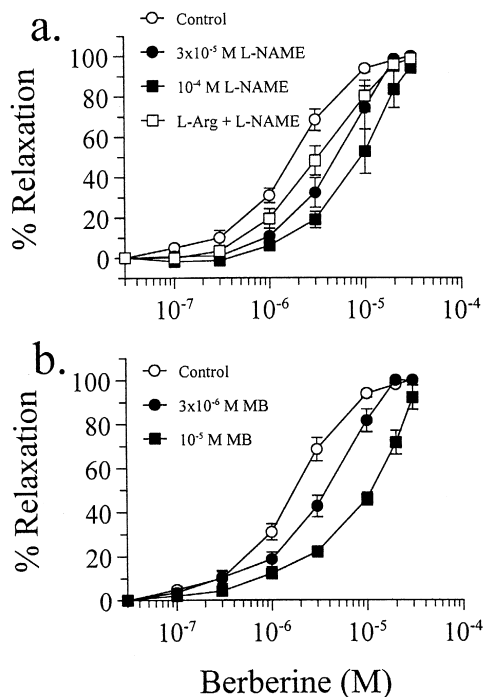 a.
Control
3x10⁻⁵ M L-NAME
10⁻⁴ M L-NAME
L-Arg + L-NAME
% Relaxation
100
80
60
40
20
0
10⁻⁷
10⁻⁶
10⁻⁵
10⁻⁴
b.
Control
3x10⁻⁶ M MB
10⁻⁵ M MB
% Relaxation
100
80
60
40
20
0
10⁻⁷
10⁻⁶
10⁻⁵
10⁻⁴
Berberine (M)